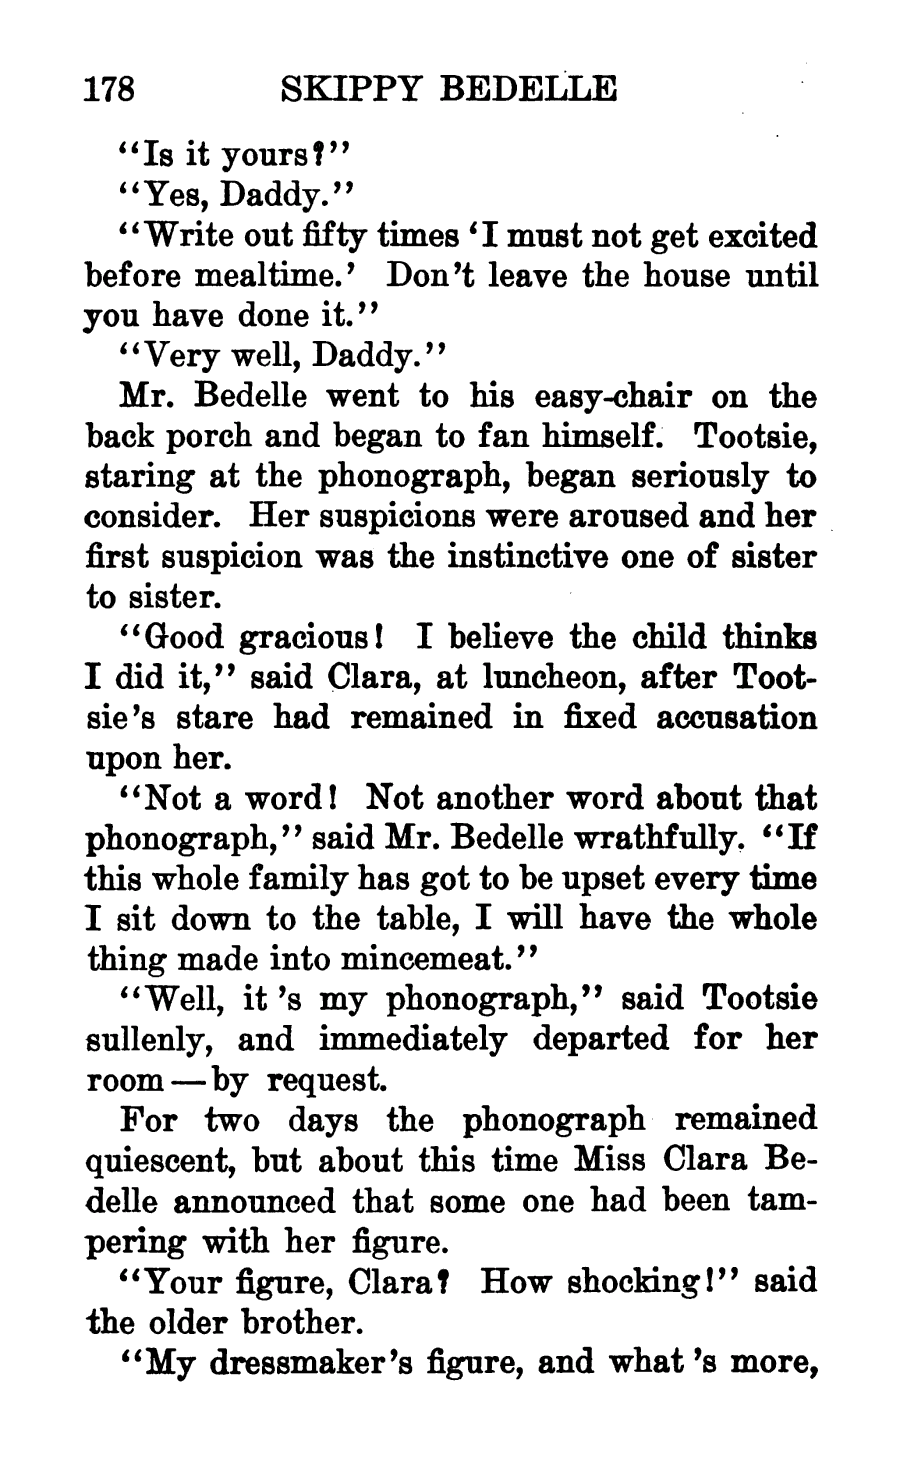 178 SKIPPY BEDELLE
"Is it yours?"
"Yes, Daddy."
"Write out fifty times 'I must not get excited
before mealtime.' Don't leave the house until
you have done it."
"Very well, Daddy."
Mr. Bedelle went to his easy-chair on the
back porch and began to fan himself. Tootsie,
staring at the phonograph, began seriously to
consider. Her suspicions were aroused and her
first suspicion was the instinctive one of sister
to sister.
"Good gracious! I believe the child thinks
I did it," said Clara, at luncheon, after Toot-
sie's stare had remained in fixed accusation
upon her.
"Not a word! Not another word about that
phonograph," said Mr. Bedelle wrathfully. "If
this whole family has got to be upset every time
I sit down to the table, I will have the whole
thing made into mincemeat."
"Well, it 's my phonograph," said Tootsie
sullenly, and immediately departed for her
room — by request.
For two days the phonograph remained
quiescent, but about this time Miss Clara Be-
delle announced that some one had been tam-
pering with her figure.
"Your figure, Clara? How shocking!" said
the older brother.
"My dressmaker's figure, and what 's more,